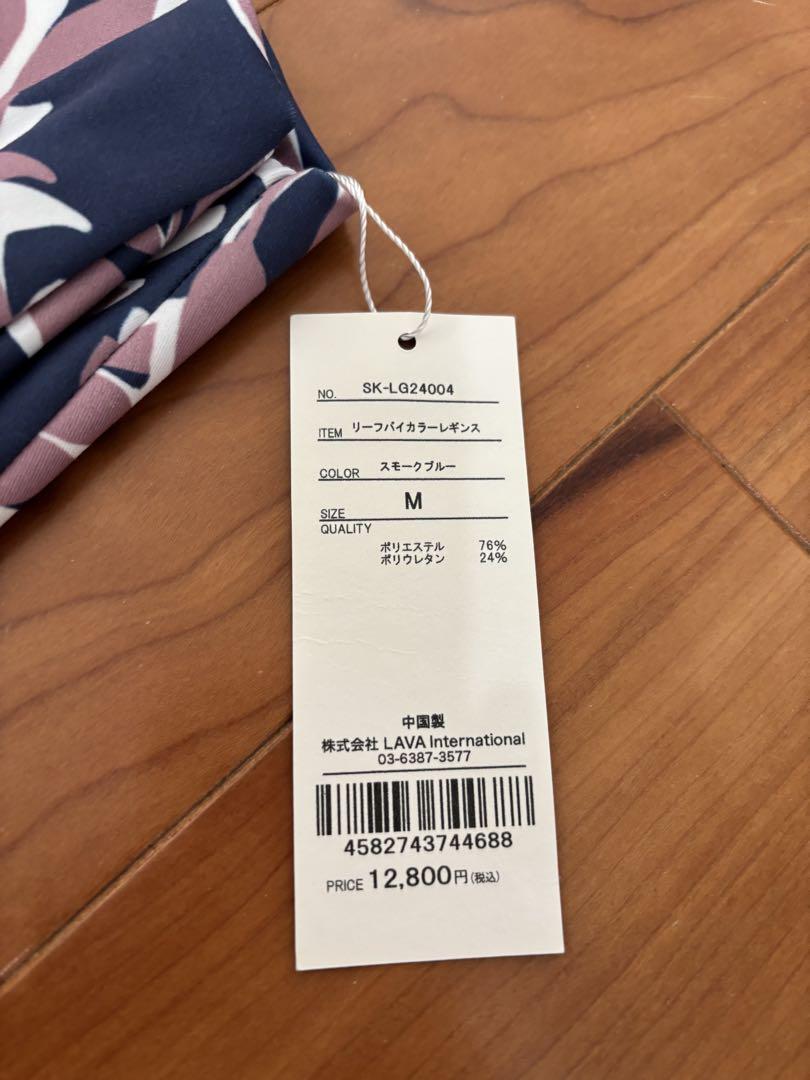 NO. SK-LG24004
ITEM リーフバイカラーレギンス
COLOR スモークブルー
SIZE M
QUALITY
ポリエステル 76%
ポリウレタン 24%
中国製
株式会社 LAVA International
03-6387-3577
4582743744688
PRICE 12,800円(税込)